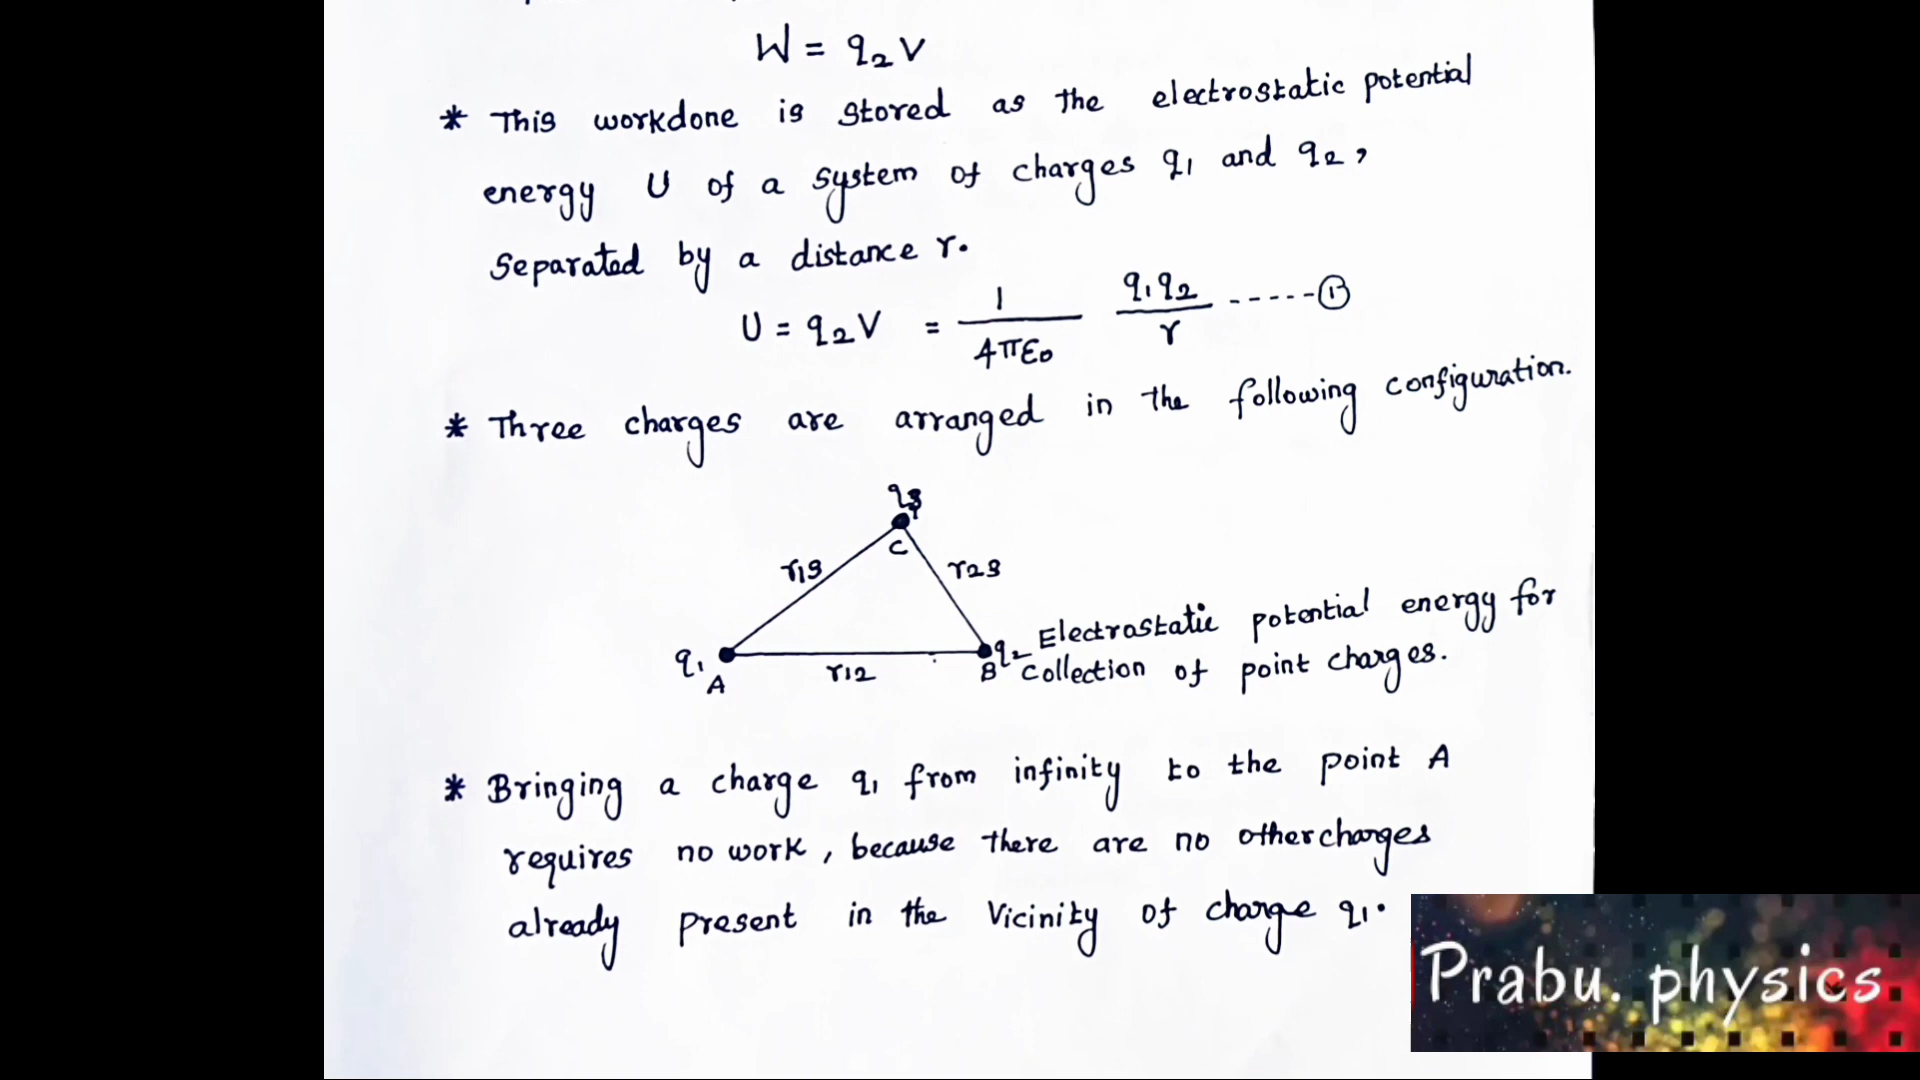 W = q₂V
* This workdone is stored as the electrostatic potential
energy U of a system of charges q₁ and q₂,
Separated by a distance r.
U = q₂V = 1/4πε₀ q₁q₂/r -----①
* Three charges are arranged in the following configuration.
q₃
C
r₁₃ r₂₃
q₁ A r₁₂ B q₂
Electrostatic potential energy for
Collection of point charges.
* Bringing a charge q₁ from infinity to the point A
requires no work, because there are no other charges
already present in the Vicinity of charge q₁.
Prabu. physics